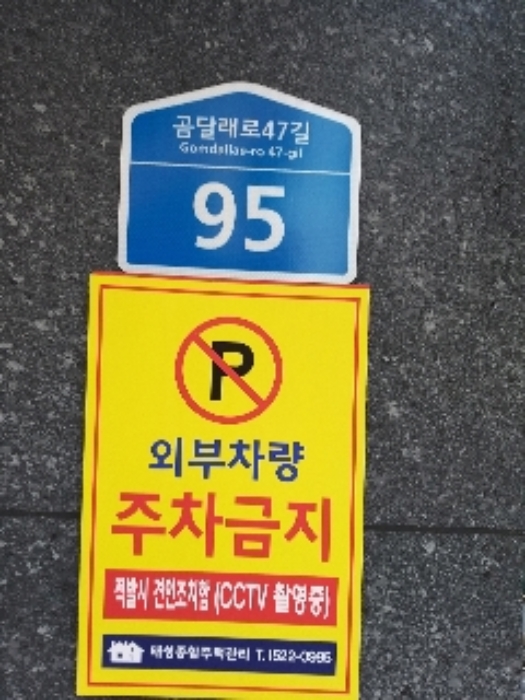 곰달래로47길
Gomdallae-ro 47-gil
95
P
외부차량
주차금지
적발시 견인조치함 (CCTV 촬영중)
태성종합주택관리 T.1522-0995